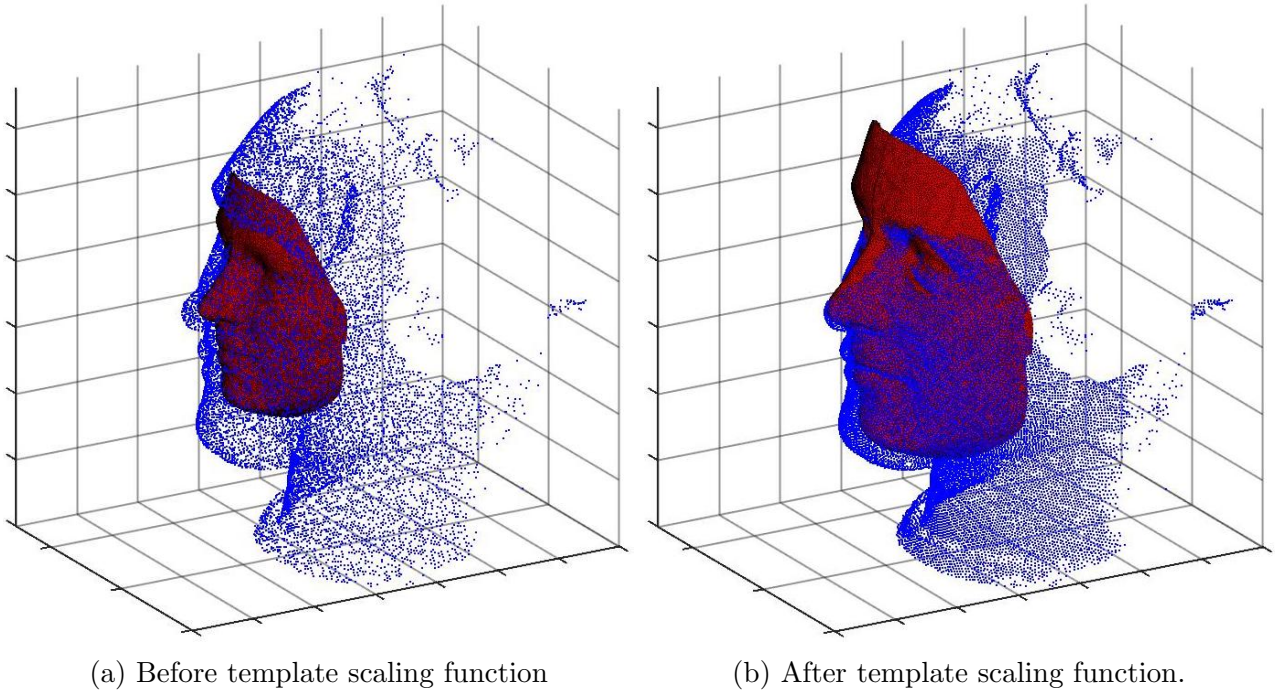 (a) Before template scaling function
(b) After template scaling function.